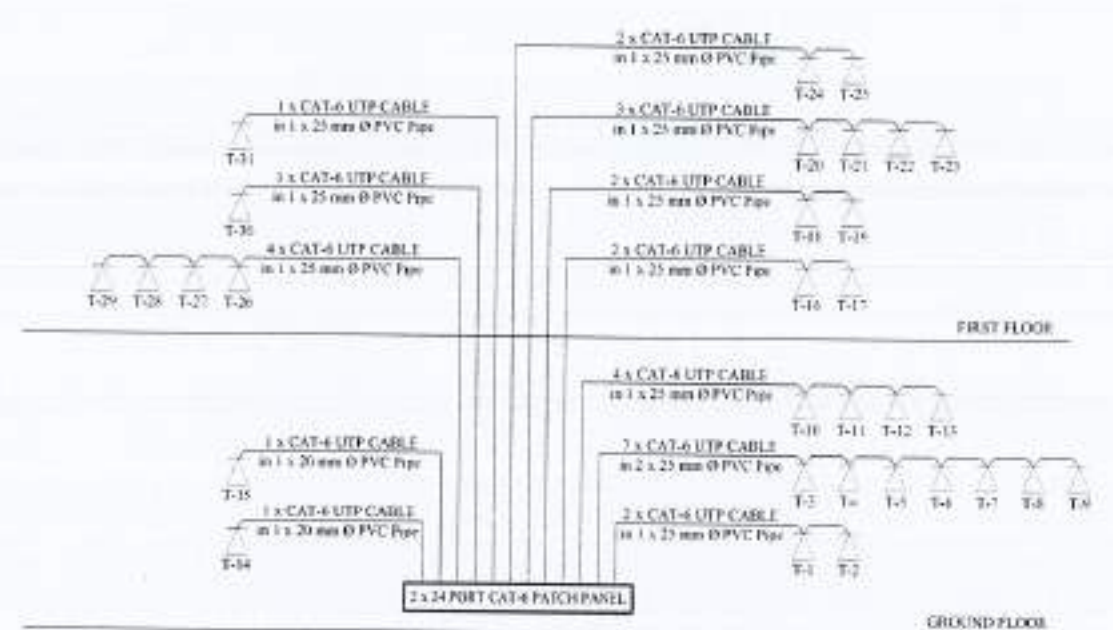 2 x CAT-6 UTP CABLE
in 1 x 25 mm Ø PVC Pipe
T-24 T-25
1 x CAT-6 UTP CABLE
in 1 x 25 mm Ø PVC Pipe
T-31
3 x CAT-6 UTP CABLE
in 1 x 25 mm Ø PVC Pipe
T-20 T-21 T-22 T-23
3 x CAT-6 UTP CABLE
in 1 x 25 mm Ø PVC Pipe
T-30
2 x CAT-6 UTP CABLE
in 1 x 25 mm Ø PVC Pipe
T-18 T-19
4 x CAT-6 UTP CABLE
in 1 x 25 mm Ø PVC Pipe
T-29 T-28 T-27 T-26
2 x CAT-6 UTP CABLE
in 1 x 25 mm Ø PVC Pipe
T-16 T-17
FIRST FLOOR
4 x CAT-6 UTP CABLE
in 1 x 25 mm Ø PVC Pipe
T-10 T-11 T-12 T-13
1 x CAT-6 UTP CABLE
in 1 x 20 mm Ø PVC Pipe
T-15
7 x CAT-6 UTP CABLE
in 2 x 25 mm Ø PVC Pipe
T-3 T-4 T-5 T-6 T-7 T-8 T-9
1 x CAT-6 UTP CABLE
in 1 x 20 mm Ø PVC Pipe
T-14
2 x CAT-6 UTP CABLE
in 1 x 25 mm Ø PVC Pipe
T-1 T-2
2 x 24 PORT CAT-6 PATCH PANEL
GROUND FLOOR